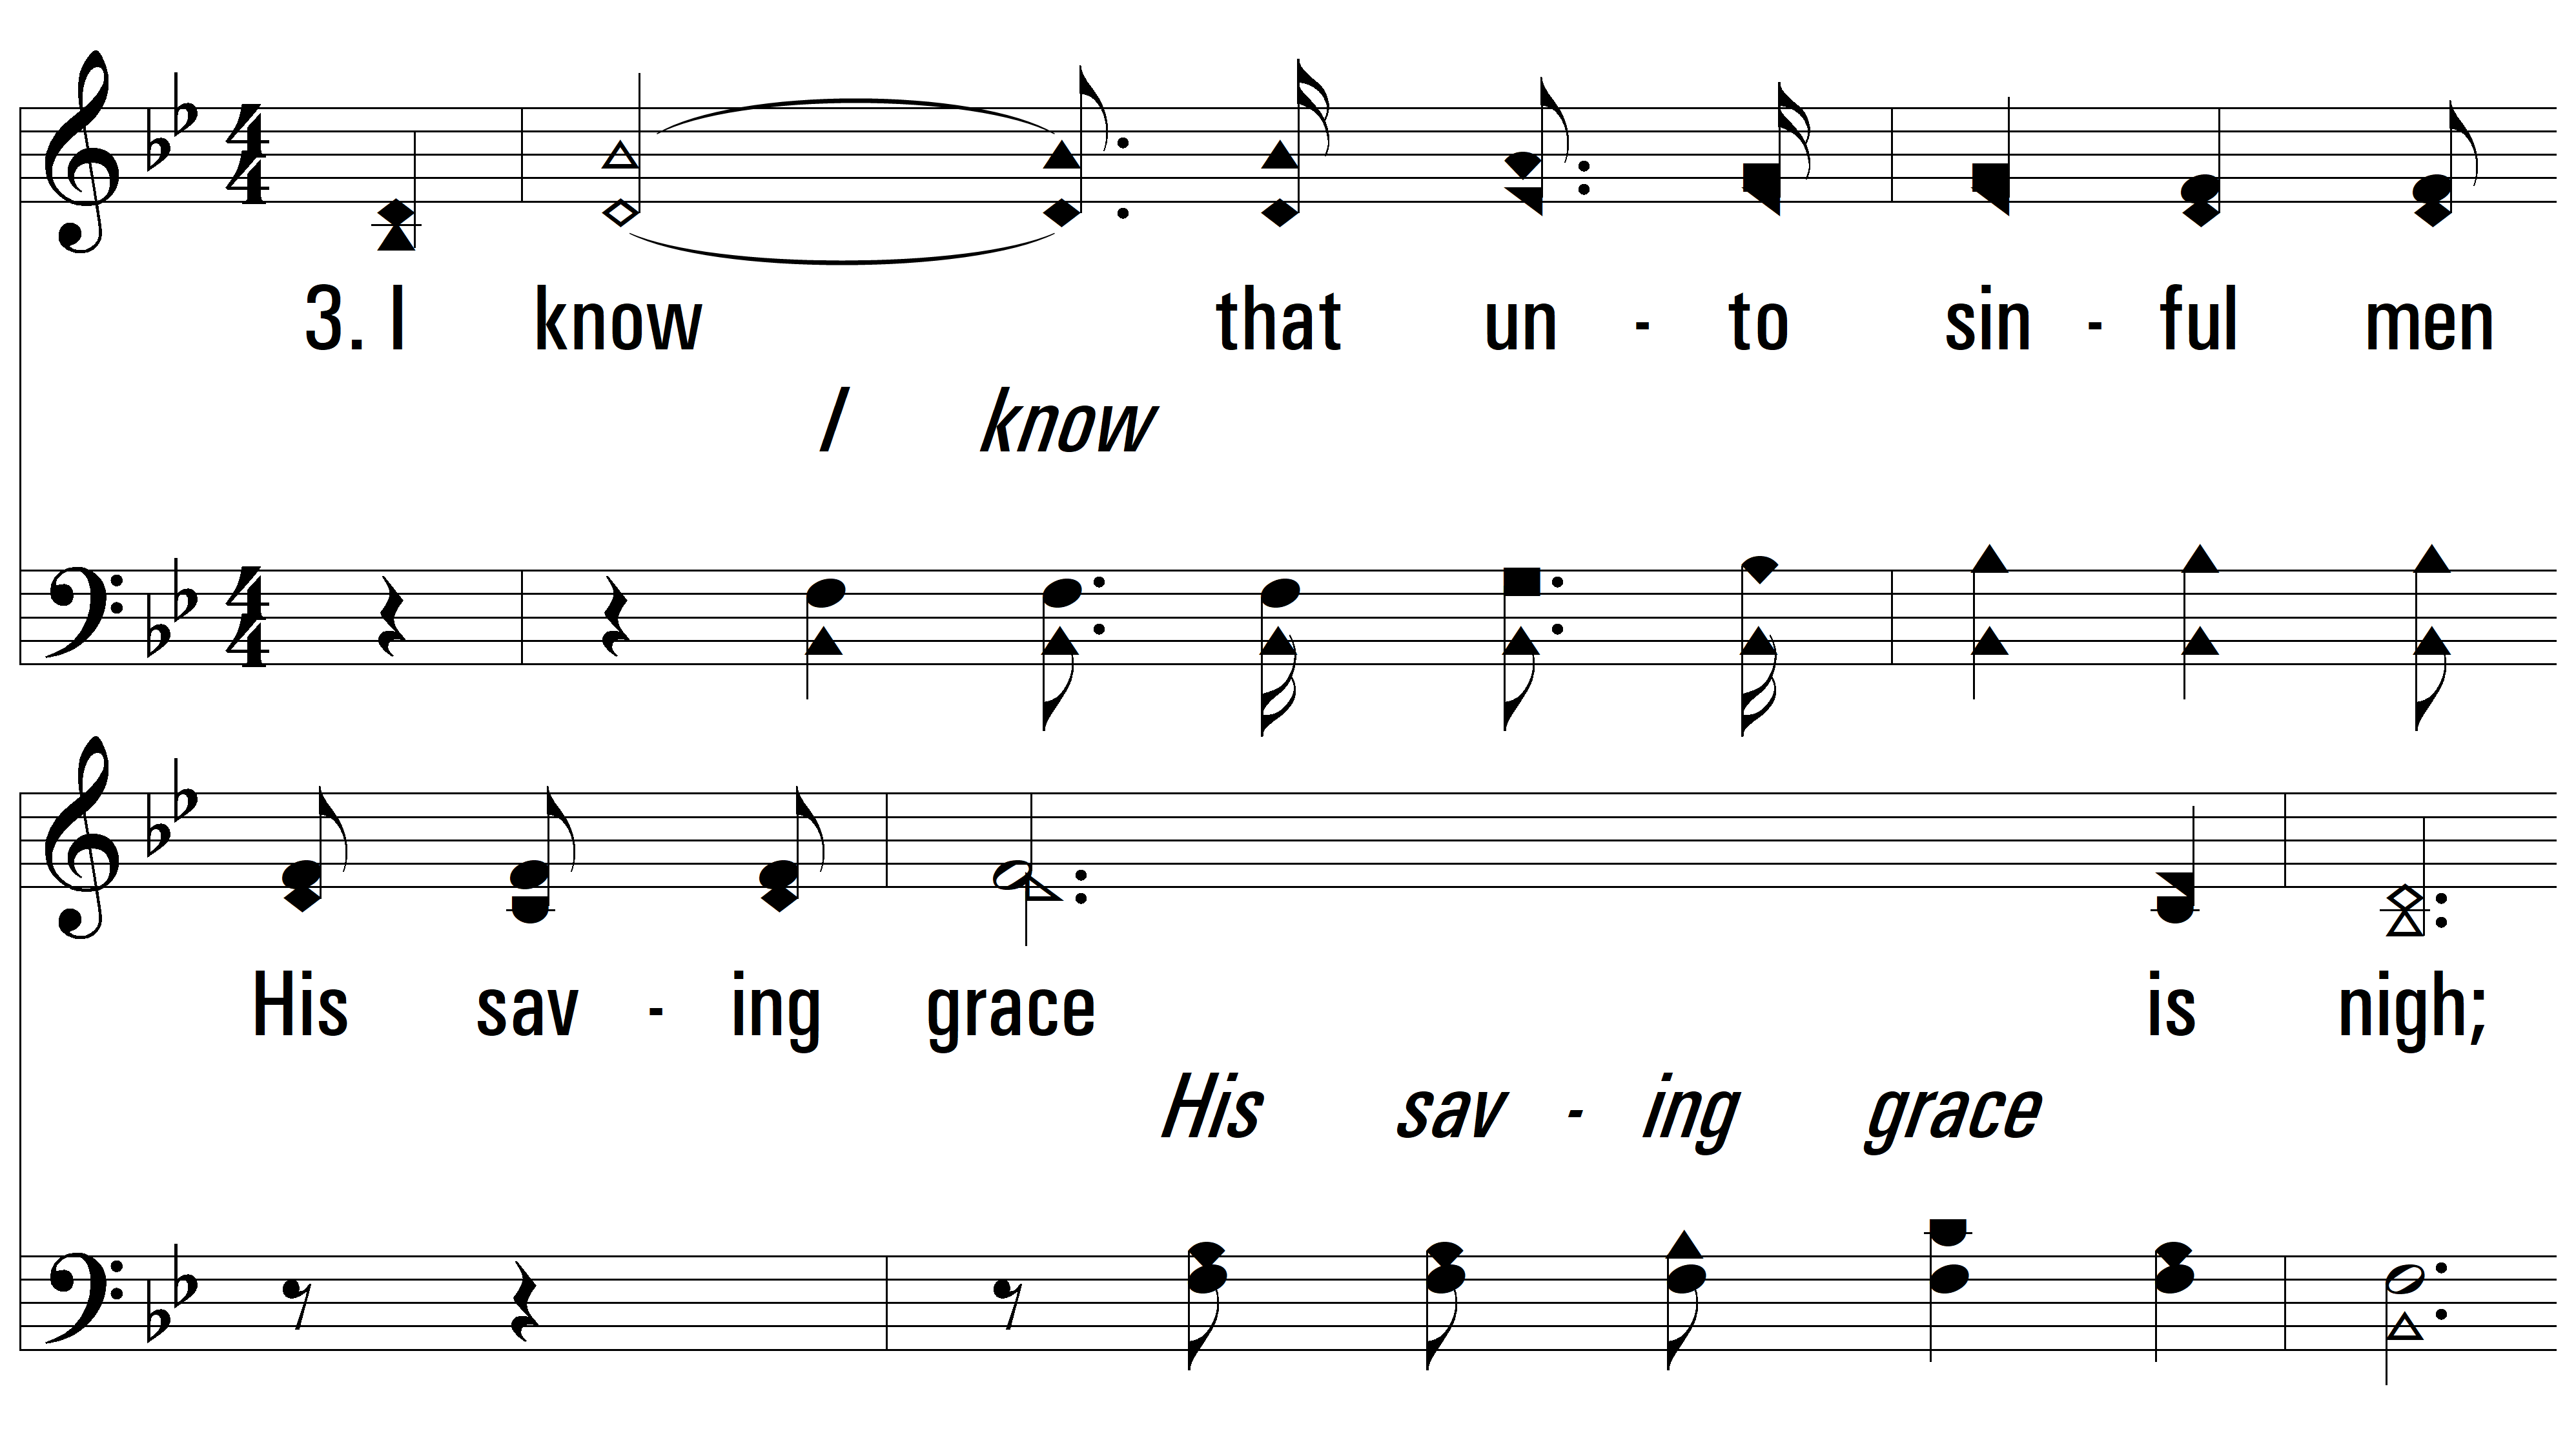 3. I know that un - to sin - ful men
I know
His sav - ing grace is nigh;
His sav - ing grace